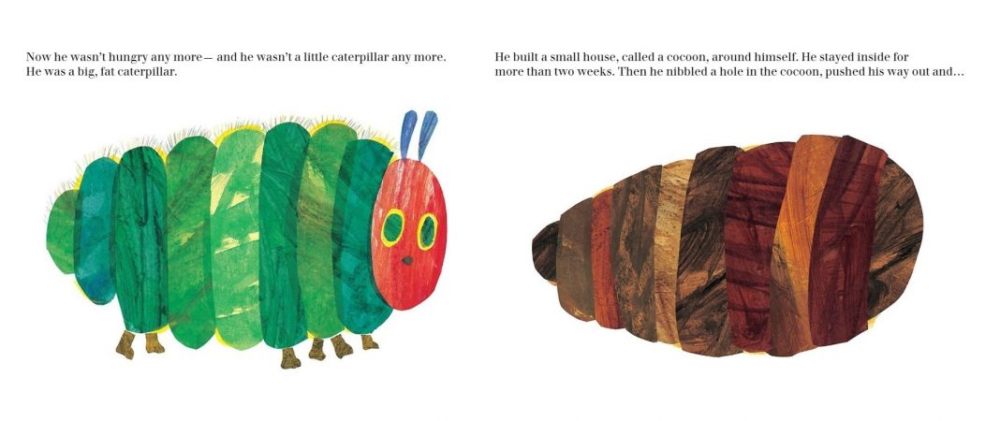 Now he wasn’t hungry any more— and he wasn’t a little caterpillar any more.
He was a big, fat caterpillar.
He built a small house, called a cocoon, around himself. He stayed inside for
more than two weeks. Then he nibbled a hole in the cocoon, pushed his way out and...